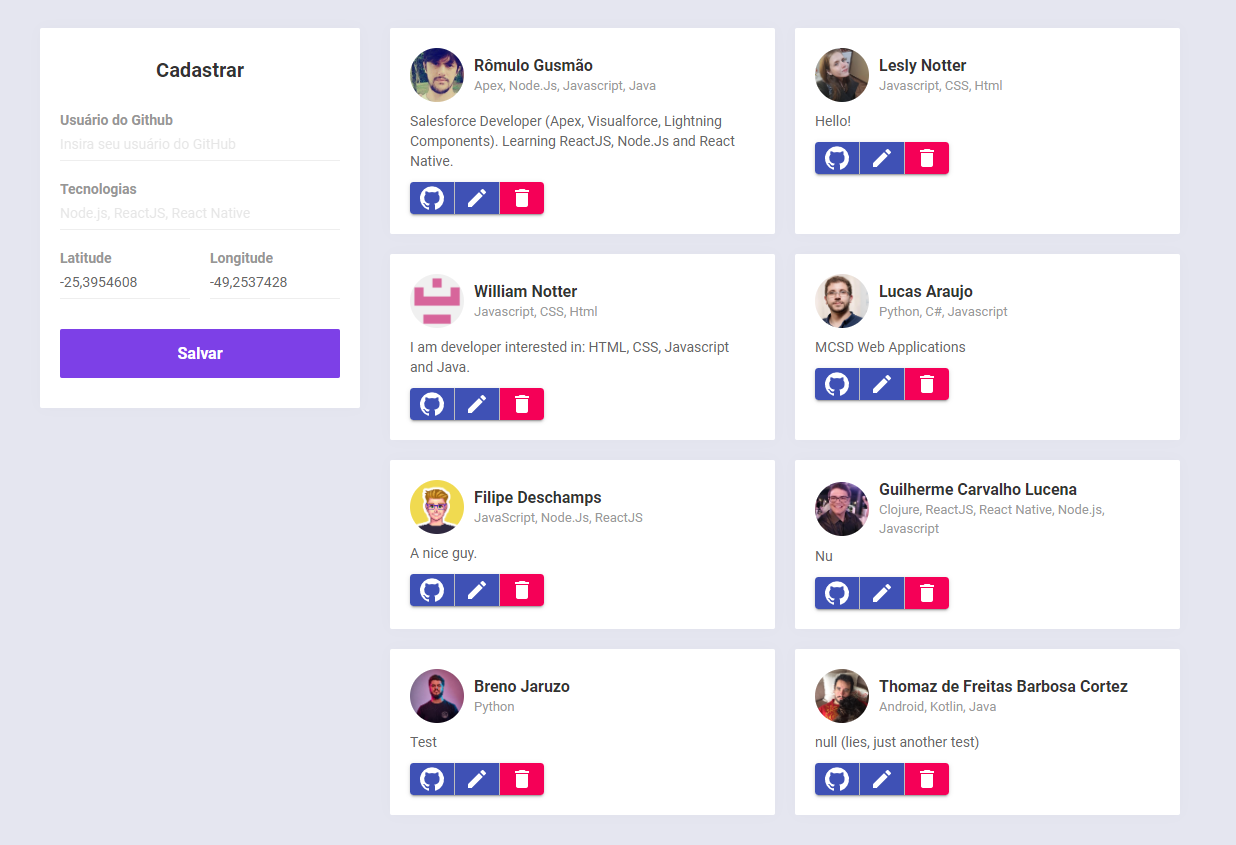 Cadastrar
Usuário do Github
Insira seu usuário do GitHub
Tecnologias
Node.js, ReactJS, React Native
Latitude
Longitude
-25,3954608
-49,2537428
Salvar
Rômulo Gusmão
Apex, Node.Js, Javascript, Java
Salesforce Developer (Apex, Visualforce, Lightning
Components). Learning ReactJS, Node.Js and React
Native.
Lesly Notter
Javascript, CSS, Html
Hello!
William Notter
Javascript, CSS, Html
I am developer interested in: HTML, CSS, Javascript
and Java.
Lucas Araujo
Python, C#, Javascript
MCSD Web Applications
Filipe Deschamps
JavaScript, Node.Js, ReactJS
A nice guy.
Guilherme Carvalho Lucena
Clojure, ReactJS, React Native, Node.js,
Javascript
Nu
Breno Jaruzo
Python
Test
Thomaz de Freitas Barbosa Cortez
Android, Kotlin, Java
null (lies, just another test)